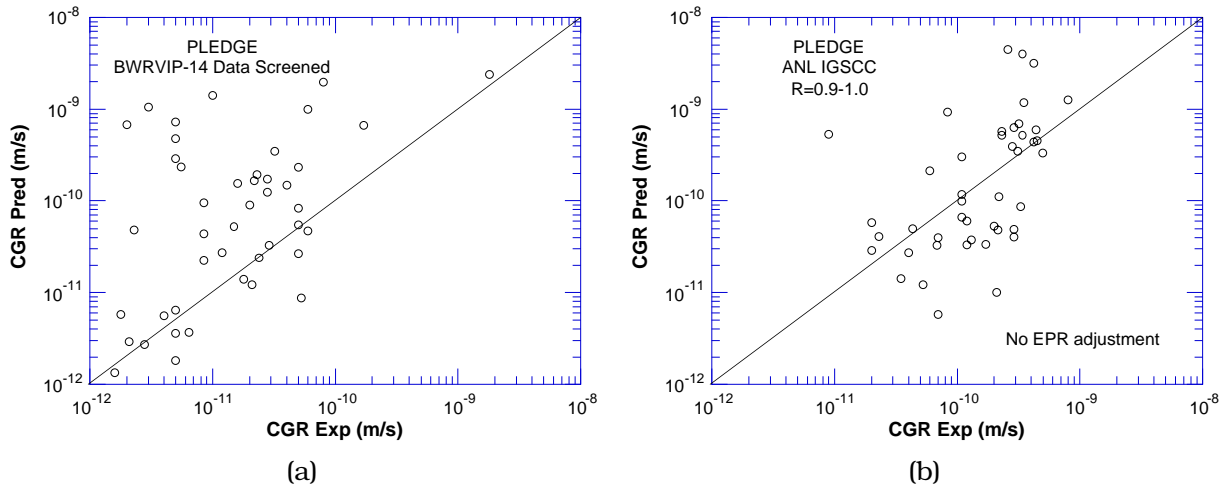 PLEDGE
BWRVIP-14 Data Screened
CGR Pred (m/s)
10⁻⁸
10⁻⁹
10⁻¹⁰
10⁻¹¹
10⁻¹²
10⁻¹² 10⁻¹¹ 10⁻¹⁰ 10⁻⁹ 10⁻⁸
CGR Exp (m/s)
(a)
PLEDGE
ANL IGSCC
R=0.9-1.0
No EPR adjustment
CGR Pred (m/s)
10⁻⁸
10⁻⁹
10⁻¹⁰
10⁻¹¹
10⁻¹²
10⁻¹² 10⁻¹¹ 10⁻¹⁰ 10⁻⁹ 10⁻⁸
CGR Exp (m/s)
(b)